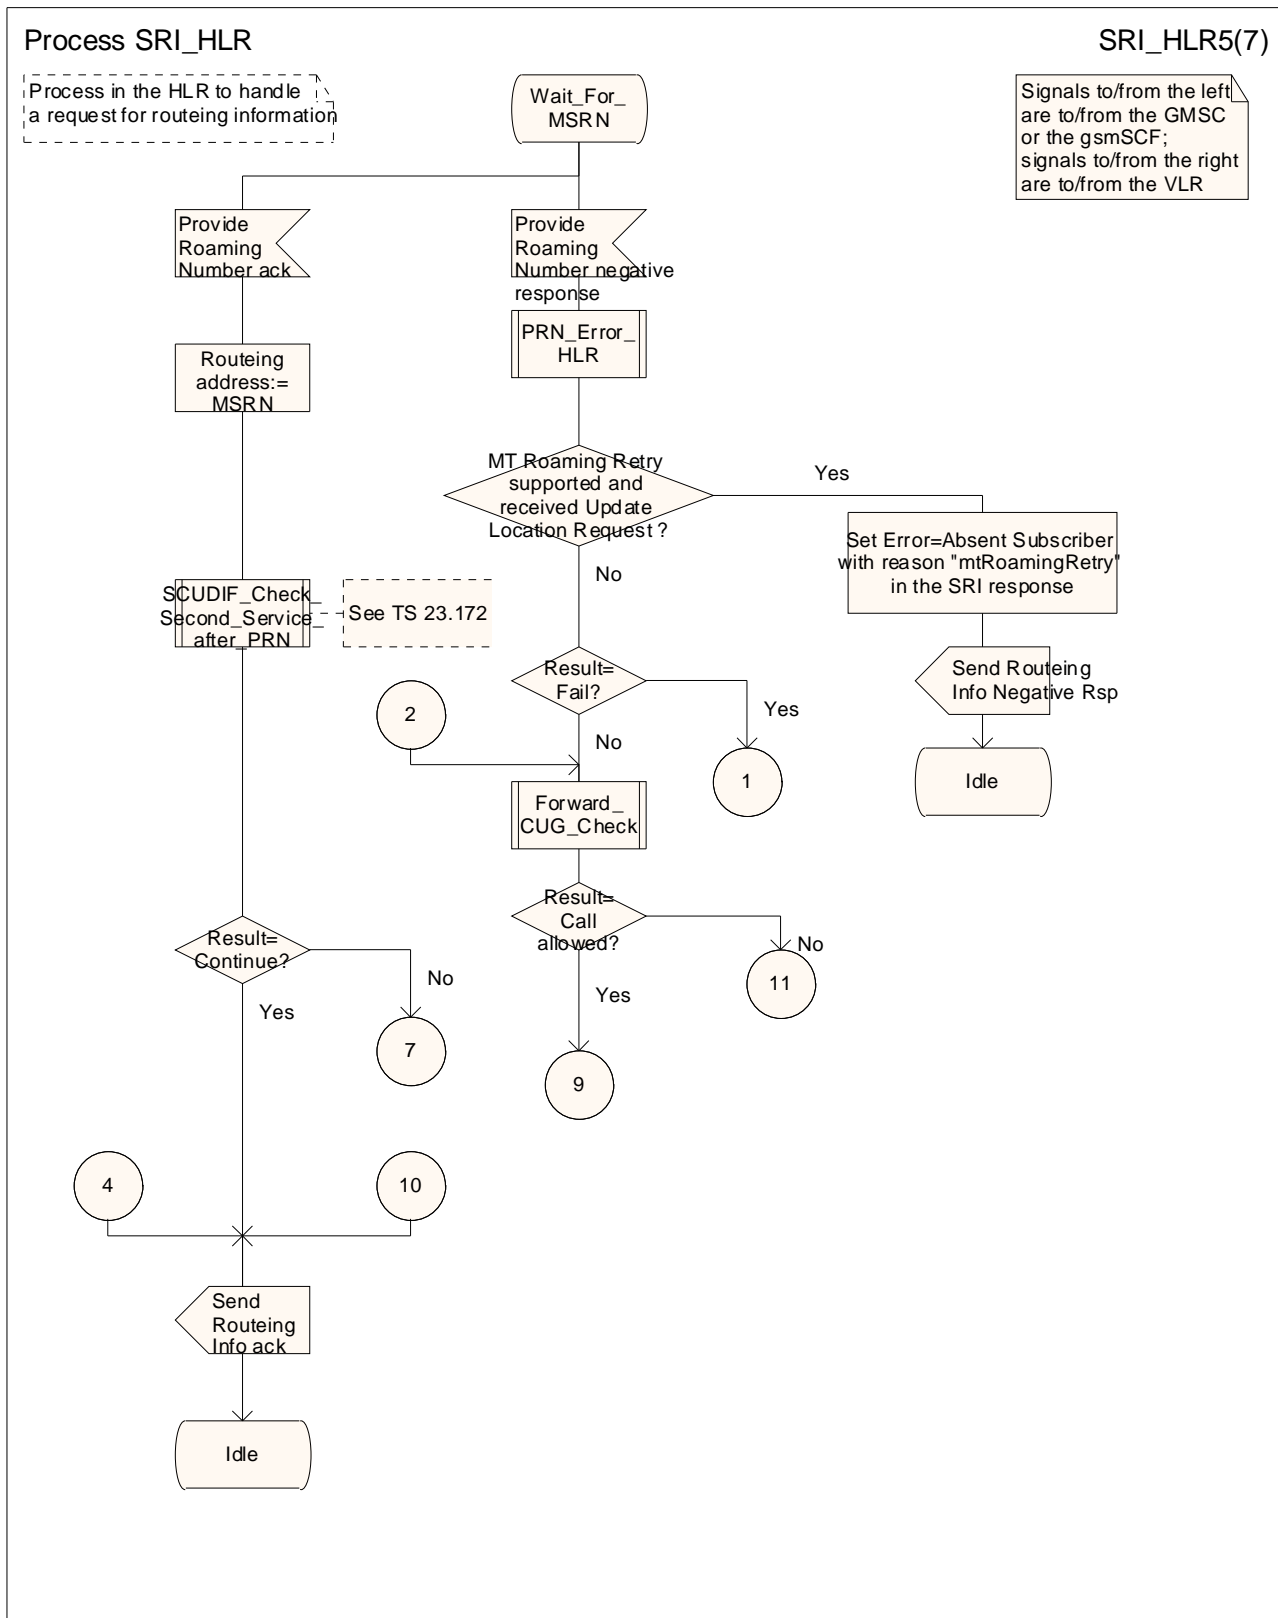 Process SRI_HLR
SRI_HLR5(7)
Process in the HLR to handle
a request for routeing information
Wait_For_
MSRN
Signals to/from the left
are to/from the GMSC
or the gsmSCF;
signals to/from the right
are to/from the VLR
Provide
Roaming
Number ack
Provide
Roaming
Number negative
response
PRN_Error_
HLR
Routeing
address:=
MSRN
MT Roaming Retry
supported and
received Update
Location Request ?
Yes
No
Set Error=Absent Subscriber
with reason "mtRoamingRetry"
in the SRI response
SCUDIF_Check_
Second_Service_
after_PRN
See TS 23.172
Result=
Fail?
Yes
No
Send Routeing
Info Negative Rsp
2
1
Idle
Forward_
CUG_Check
Result=
Call
allowed?
No
Yes
11
Result=
Continue?
No
Yes
7
9
4
10
Send
Routeing
Info ack
Idle